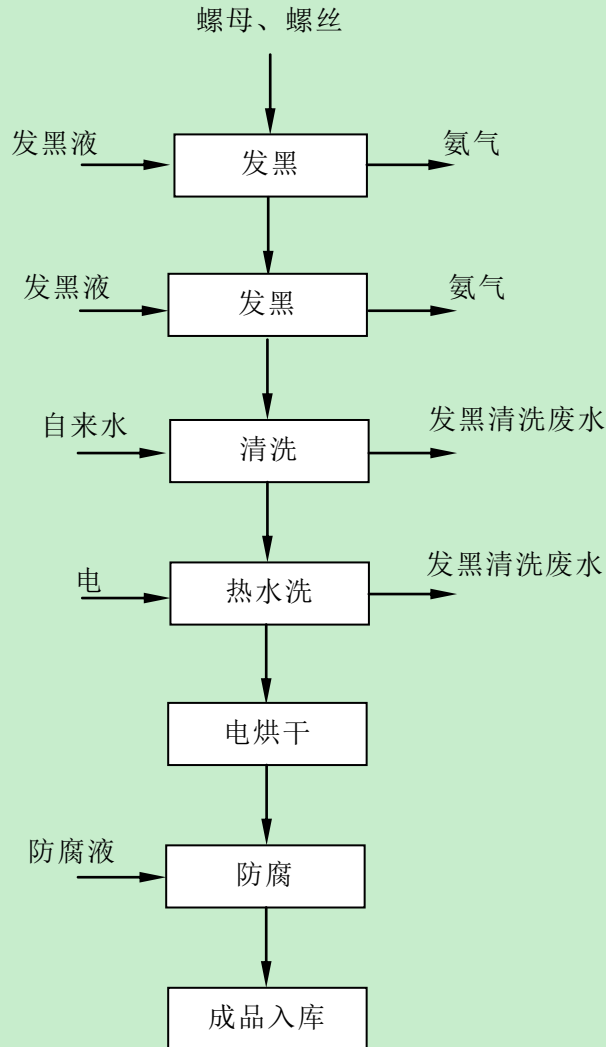 螺母、螺丝
发黑液
发黑
氨气
发黑液
发黑
氨气
自来水
清洗
发黑清洗废水
电
热水洗
发黑清洗废水
电烘干
防腐液
防腐
成品入库